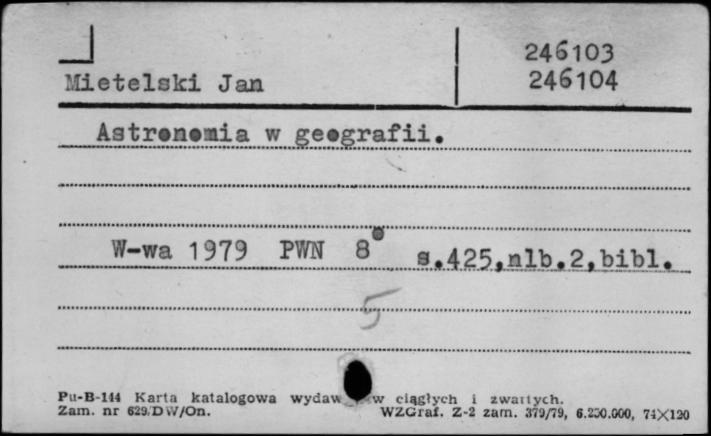 246103
Mietelski Jan 246104
Astronomia w geografii.
W-wa 1979 PWN 8° s.425,nlb.2,bibl.
5
Pu-B-144 Karta katalogowa wydaw w ciągłych i zwartych.
Zam. nr 629/DW/On. WZGraf. Z-2 zam. 379/79, 6.200.000, 74X120